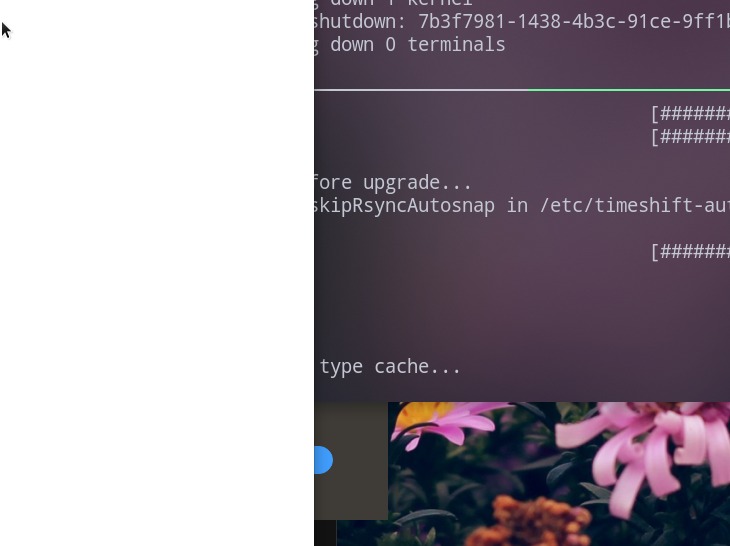 down 1 kernel
shutdown: 7b3f7981-1438-4b3c-91ce-9ff1b
g down 0 terminals
[######
[######
fore upgrade...
skipRsyncAutosnap in /etc/timeshift-aut
[######
type cache...